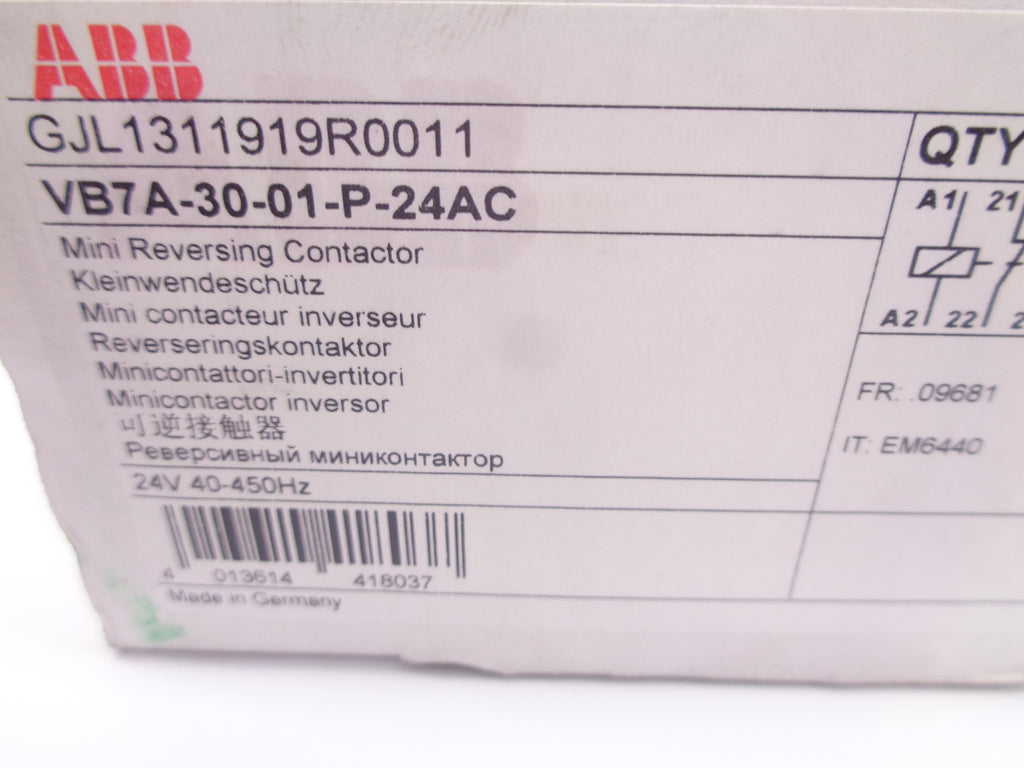 ABB
GJL1311919R0011
QTY
VB7A-30-01-P-24AC
A1 21
Mini Reversing Contactor
Kleinwendeschütz
Mini contacteur inverseur
A2 22 2
Reverseringskontaktor
Minicontattori-invertitori
Minicontactor inversor
FR: .09681
可逆接触器
IT: EM6440
Реверсивный миниконтактор
24V 40-450Hz
4 013614 418037
Made in Germany